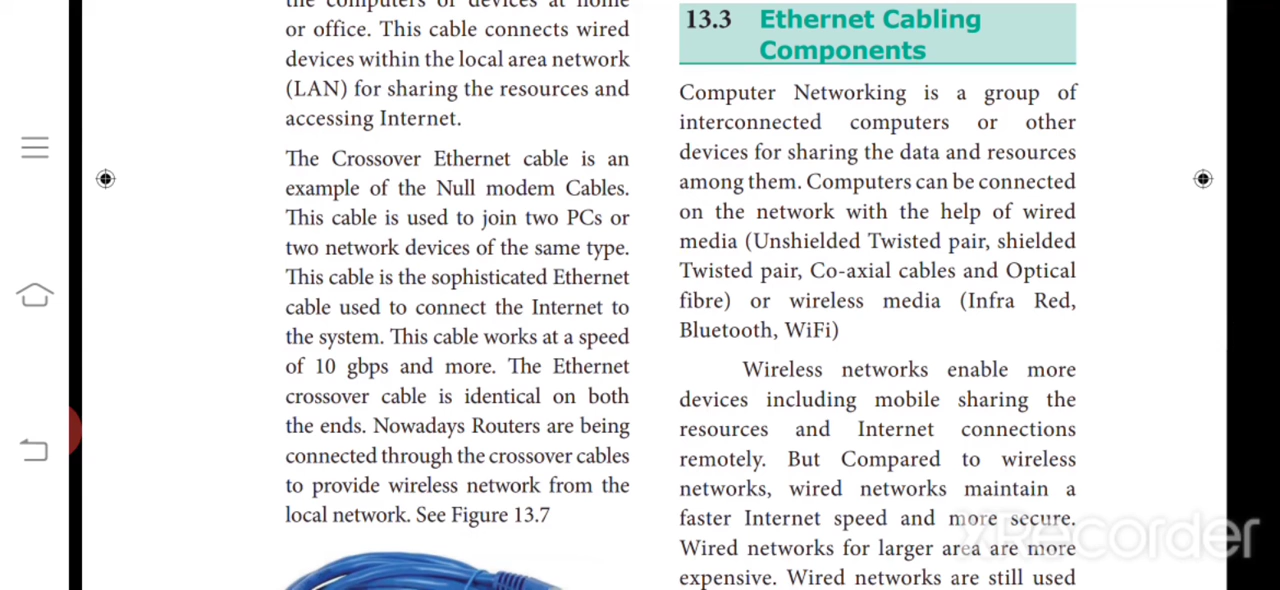 the computers or devices at home
or office. This cable connects wired
devices within the local area network
(LAN) for sharing the resources and
accessing Internet.
The Crossover Ethernet cable is an
example of the Null modem Cables.
This cable is used to join two PCs or
two network devices of the same type.
This cable is the sophisticated Ethernet
cable used to connect the Internet to
the system. This cable works at a speed
of 10 gbps and more. The Ethernet
crossover cable is identical on both
the ends. Nowadays Routers are being
connected through the crossover cables
to provide wireless network from the
local network. See Figure 13.7
13.3 Ethernet Cabling
Components
Computer Networking is a group of
interconnected computers or other
devices for sharing the data and resources
among them. Computers can be connected
on the network with the help of wired
media (Unshielded Twisted pair, shielded
Twisted pair, Co-axial cables and Optical
fibre) or wireless media (Infra Red,
Bluetooth, WiFi)
Wireless networks enable more
devices including mobile sharing the
resources and Internet connections
remotely. But Compared to wireless
networks, wired networks maintain a
faster Internet speed and more secure.
Wired networks for larger area are more
expensive. Wired networks are still used
XRecorder